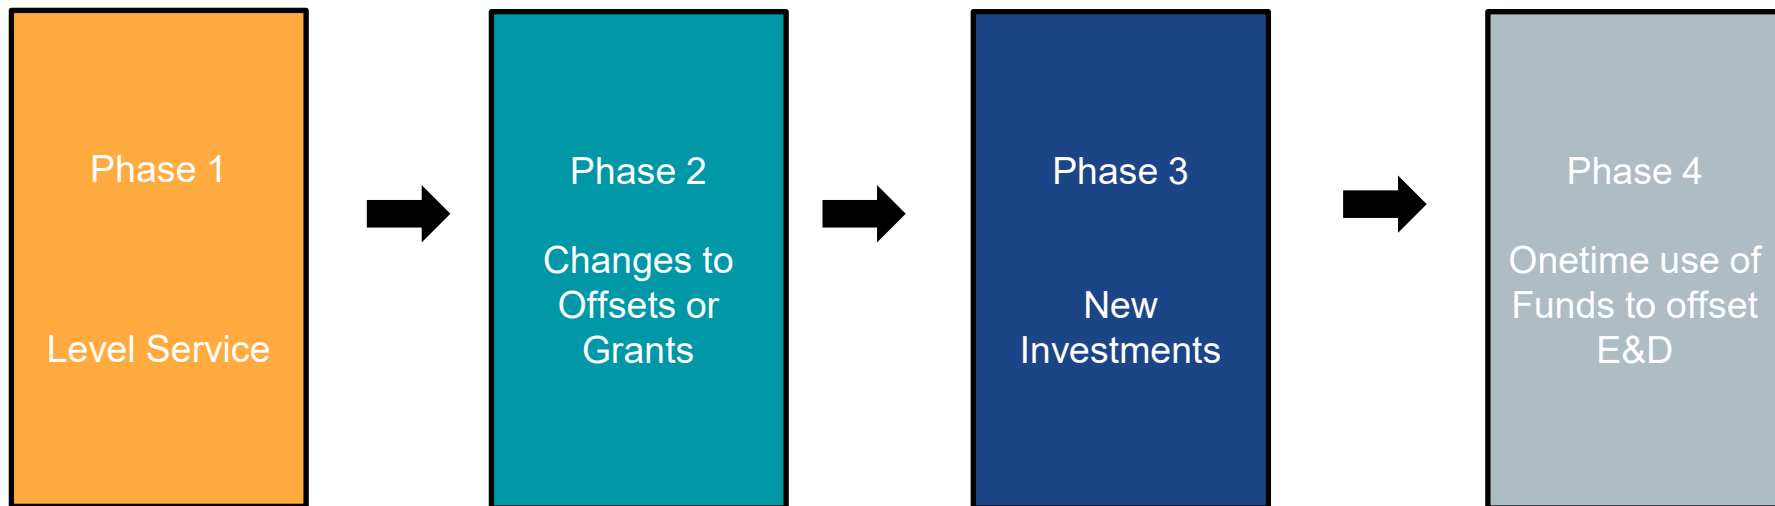 Phase 1
Level Service
Phase 2
Changes to
Offsets or
Grants
Phase 3
New
Investments
Phase 4
Onetime use of
Funds to offset
E&D